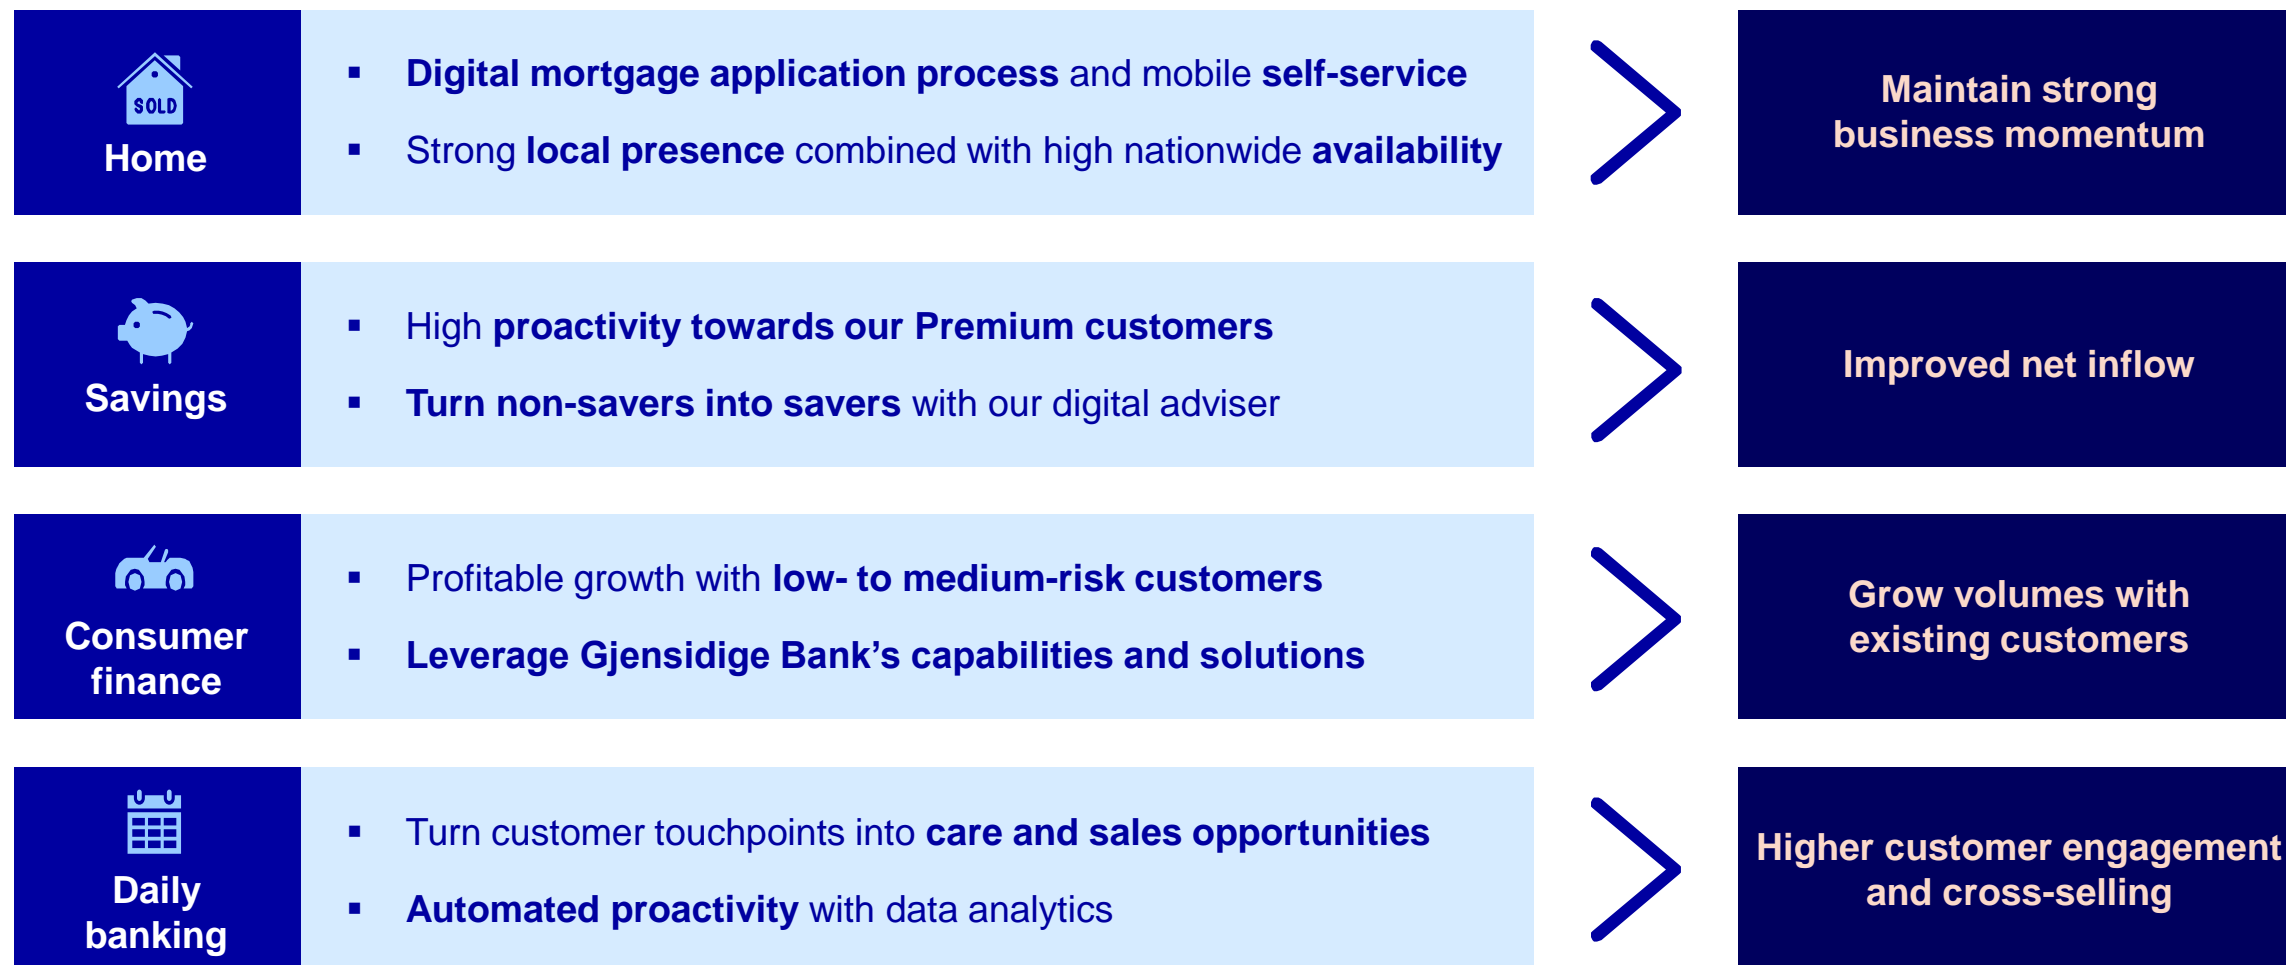 SOLD
Home
▪ Digital mortgage application process and mobile self-service
▪ Strong local presence combined with high nationwide availability
Maintain strong
business momentum
Savings
▪ High proactivity towards our Premium customers
▪ Turn non-savers into savers with our digital adviser
Improved net inflow
Consumer
finance
▪ Profitable growth with low- to medium-risk customers
▪ Leverage Gjensidige Bank’s capabilities and solutions
Grow volumes with
existing customers
Daily
banking
▪ Turn customer touchpoints into care and sales opportunities
▪ Automated proactivity with data analytics
Higher customer engagement
and cross-selling